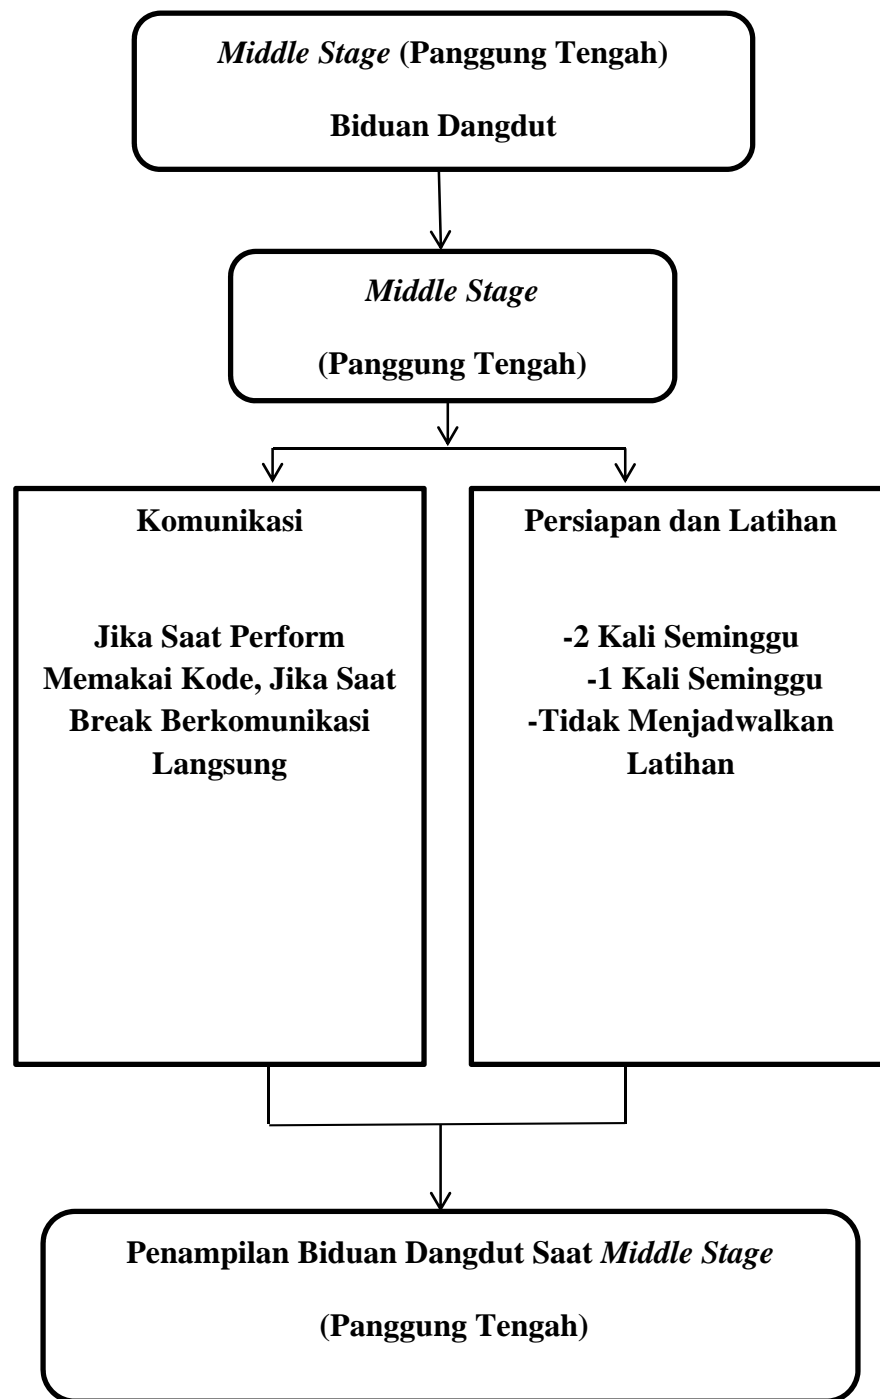 Middle Stage (Panggung Tengah)
Biduan Dangdut
Middle Stage
(Panggung Tengah)
Komunikasi
Jika Saat Perform
Memakai Kode, Jika Saat
Break Berkomunikasi
Langsung
Persiapan dan Latihan
-2 Kali Seminggu
-1 Kali Seminggu
-Tidak Menjadwalkan
Latihan
Penampilan Biduan Dangdut Saat Middle Stage
(Panggung Tengah)